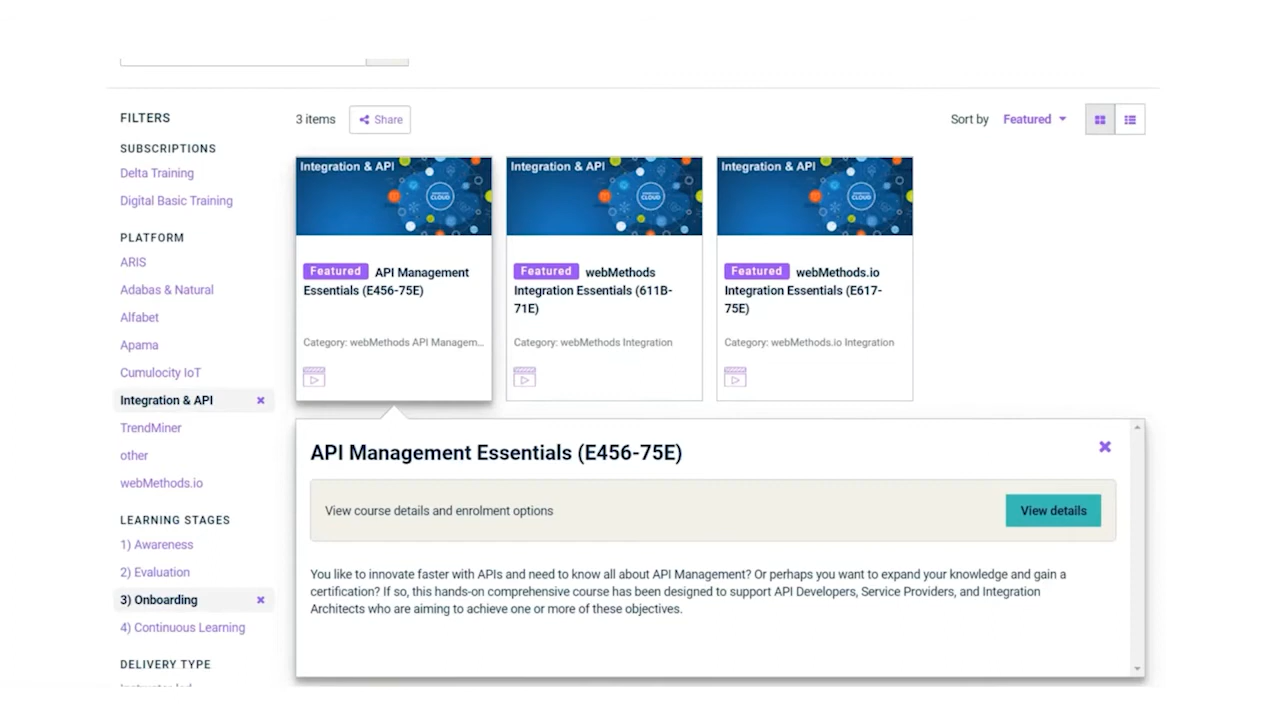 FILTERS
3 items
Share
Sort by
Featured
SUBSCRIPTIONS
Delta Training
Digital Basic Training
PLATFORM
ARIS
Adabas & Natural
Alfabet
Apama
Cumulocity IoT
Integration & API
TrendMiner
other
webMethods.io
LEARNING STAGES
1) Awareness
2) Evaluation
3) Onboarding
4) Continuous Learning
DELIVERY TYPE
Integration & API
CLOUD
Featured API Management
Essentials (E456-75E)
Category: webMethods API Managem...
Integration & API
CLOUD
Featured webMethods
Integration Essentials (611B-
71E)
Category: webMethods Integration
Integration & API
CLOUD
Featured webMethods.io
Integration Essentials (E617-
75E)
Category: webMethods.io Integration
API Management Essentials (E456-75E)
View course details and enrolment options
View details
You like to innovate faster with APIs and need to know all about API Management? Or perhaps you want to expand your knowledge and gain a
certification? If so, this hands-on comprehensive course has been designed to support API Developers, Service Providers, and Integration
Architects who are aiming to achieve one or more of these objectives.